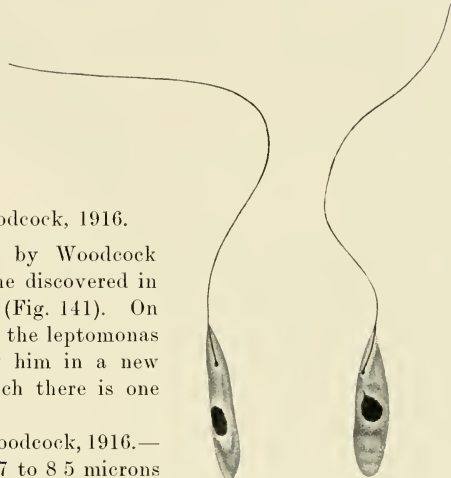 odcock, 1916.
by Woodcock
discovered in
(Fig. 141). On
the leptomonas
him in a new
ch there is one
oodcock, 1916.—
7 to 8 5 microns